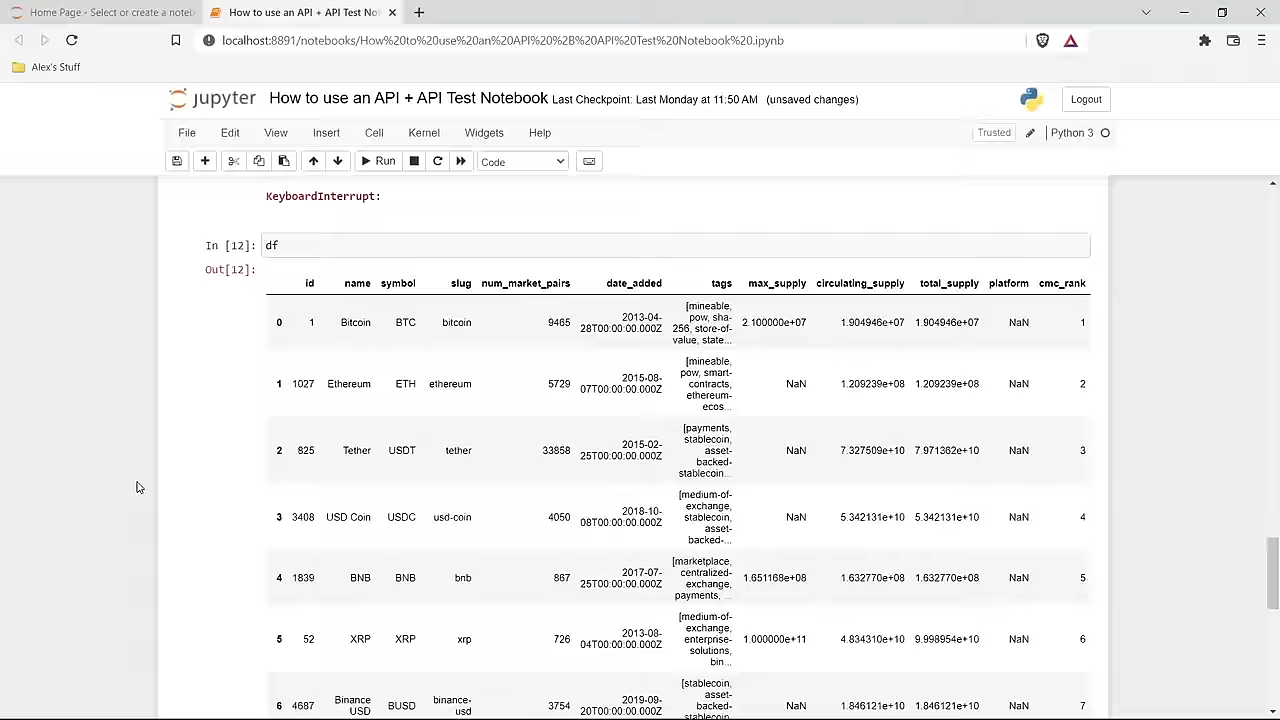 Home Page - Select or create a notel
How to use an API + API Test No
localhost:8891/notebooks/How%20to%20use%20an%20API%20%2B%20API%20Test%20Notebook%20.ipynb
Alex's Stuff
jupyter How to use an API + API Test Notebook Last Checkpoint: Last Monday at 11:50 AM (unsaved changes)
Logout
File Edit View Insert Cell Kernel Widgets Help
Trusted Python 3
Run Code
KeyboardInterrupt:
In [12]: df
Out[12]:
id name symbol slug num_market_pairs date_added tags max_supply circulating_supply total_supply platform cmc_rank
0 1 Bitcoin BTC bitcoin 9465 2013-04-28T00:00:00.000Z [mineable, pow, sha-256, store-of-value, state... 2.100000e+07 1.904946e+07 1.904946e+07 NaN 1
1 1027 Ethereum ETH ethereum 5729 2015-08-07T00:00:00.000Z [mineable, pow, smart-contracts, ethereum-ecos... NaN 1.209239e+08 1.209239e+08 NaN 2
2 825 Tether USDT tether 33858 2015-02-25T00:00:00.000Z [payments, stablecoin, asset-backed-stablecoin... NaN 7.327509e+10 7.971362e+10 NaN 3
3 3408 USD Coin USDC usd-coin 4050 2018-10-08T00:00:00.000Z [medium-of-exchange, stablecoin, asset-backed-... NaN 5.342131e+10 5.342131e+10 NaN 4
4 1839 BNB BNB bnb 867 2017-07-25T00:00:00.000Z [marketplace, centralized-exchange, payments, ... 1.651168e+08 1.632770e+08 1.632770e+08 NaN 5
5 52 XRP XRP xrp 726 2013-08-04T00:00:00.000Z [medium-of-exchange, enterprise-solutions, bin... 1.000000e+11 4.834310e+10 9.998954e+10 NaN 6
6 4687 Binance USD BUSD binance-usd 3754 2019-09-20T00:00:00.000Z [stablecoin, asset-backed-stablecoin NaN 1.846121e+10 1.846121e+10 NaN 7